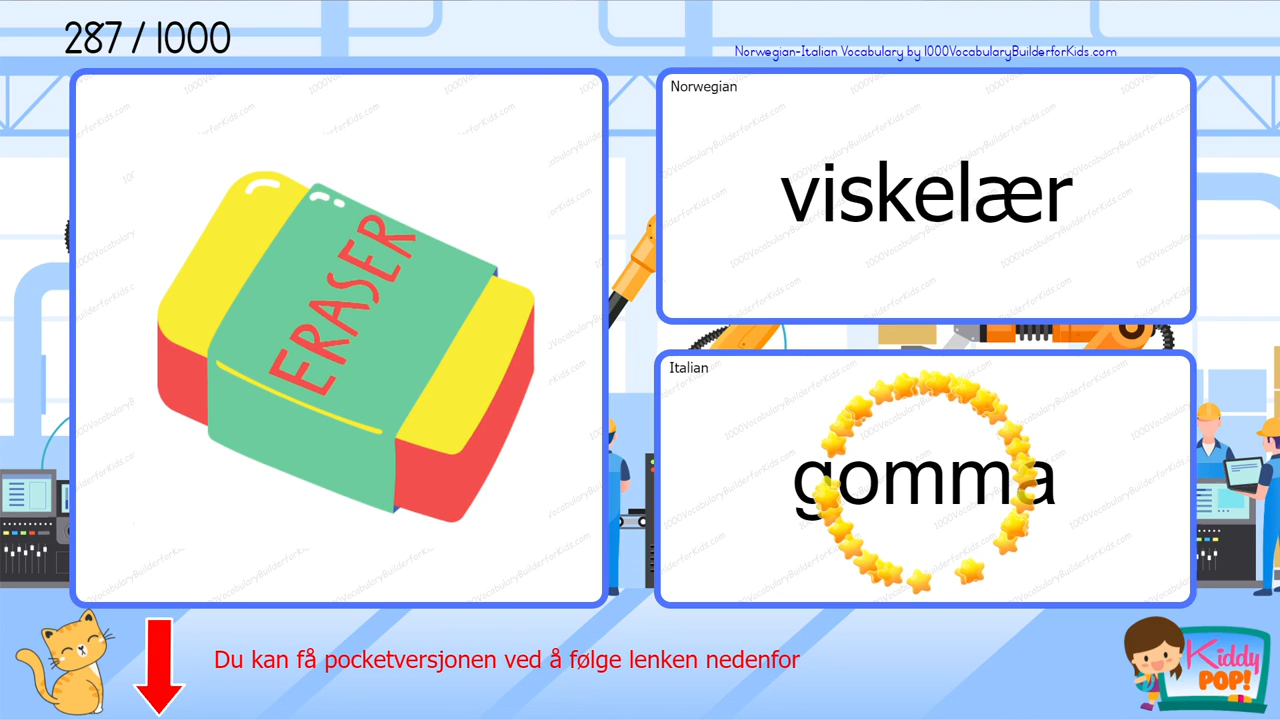 287 / 1000
Norwegian-Italian Vocabulary by 1000VocabularyBuilderforKids.com
ERASER
Norwegian
viskelær
Italian
gomma
Du kan få pocketversjonen ved å følge lenken nedenfor
Kiddy
POP!